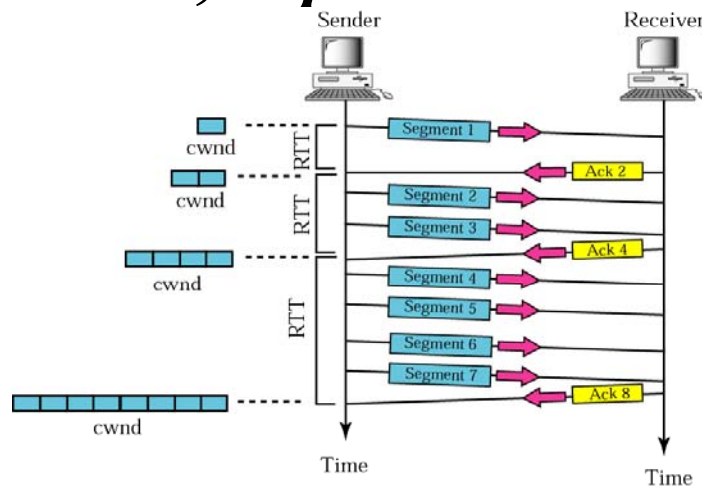 Sender
Receiver
Segment 1
cwnd
RTT
Ack 2
cwnd
RTT
Segment 2
Segment 3
Ack 4
cwnd
RTT
Segment 4
Segment 5
Segment 6
Segment 7
Ack 8
cwnd
Time
Time